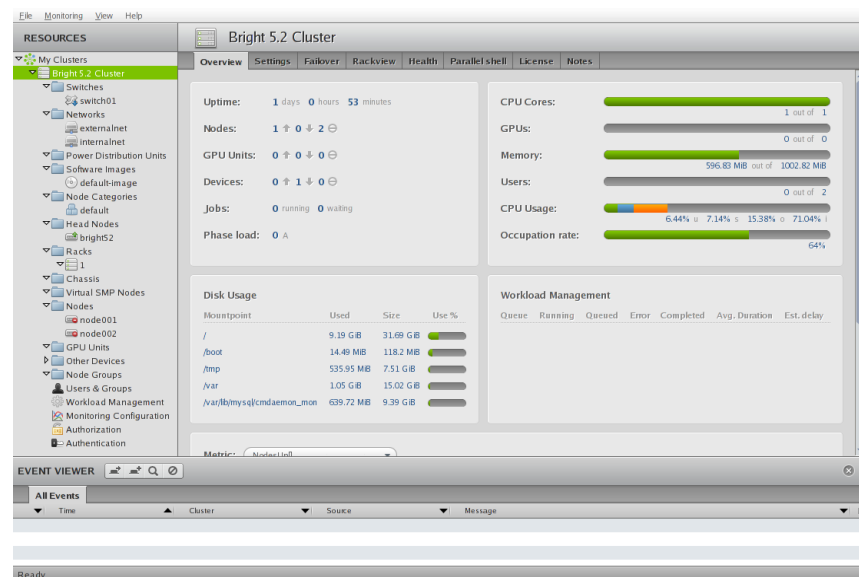 File Monitoring View Help
RESOURCES
Bright 5.2 Cluster
My Clusters
Bright 5.2 Cluster
Switches
switch01
Networks
externalnet
internalnet
Power Distribution Units
Software Images
default-image
Node Categories
default
Head Nodes
bright52
Racks
1
Chassis
Virtual SMP Nodes
Nodes
node001
node002
GPU Units
Other Devices
Node Groups
Users & Groups
Workload Management
Monitoring Configuration
Authorization
Authentication
Overview Settings Failover Rackview Health Parallel shell License Notes
Uptime: 1 days 0 hours 53 minutes
Nodes: 1 ⇑ 0 ⇓ 2 ⊖
GPU Units: 0 ⇑ 0 ⇓ 0 ⊖
Devices: 0 ⇑ 1 ⇓ 0 ⊖
Jobs: 0 running 0 waiting
Phase load: 0 A
CPU Cores:
1 out of 1
GPUs:
0 out of 0
Memory:
596.83 MiB out of 1002.82 MiB
Users:
0 out of 2
CPU Usage:
6.44% u 7.14% s 15.38% o 71.04% i
Occupation rate:
64%
Disk Usage
Mountpoint Used Size Use %
/ 9.19 GiB 31.69 GiB
/boot 14.49 MiB 118.2 MiB
/tmp 535.95 MiB 7.51 GiB
/var 1.05 GiB 15.02 GiB
/var/lib/mysql/cmdaemon_mon 639.72 MiB 9.39 GiB
Workload Management
Queue Running Queued Error Completed Avg. Duration Est. delay
Metric: NodesUp[]
EVENT VIEWER
All Events
Time Cluster Source Message
Ready